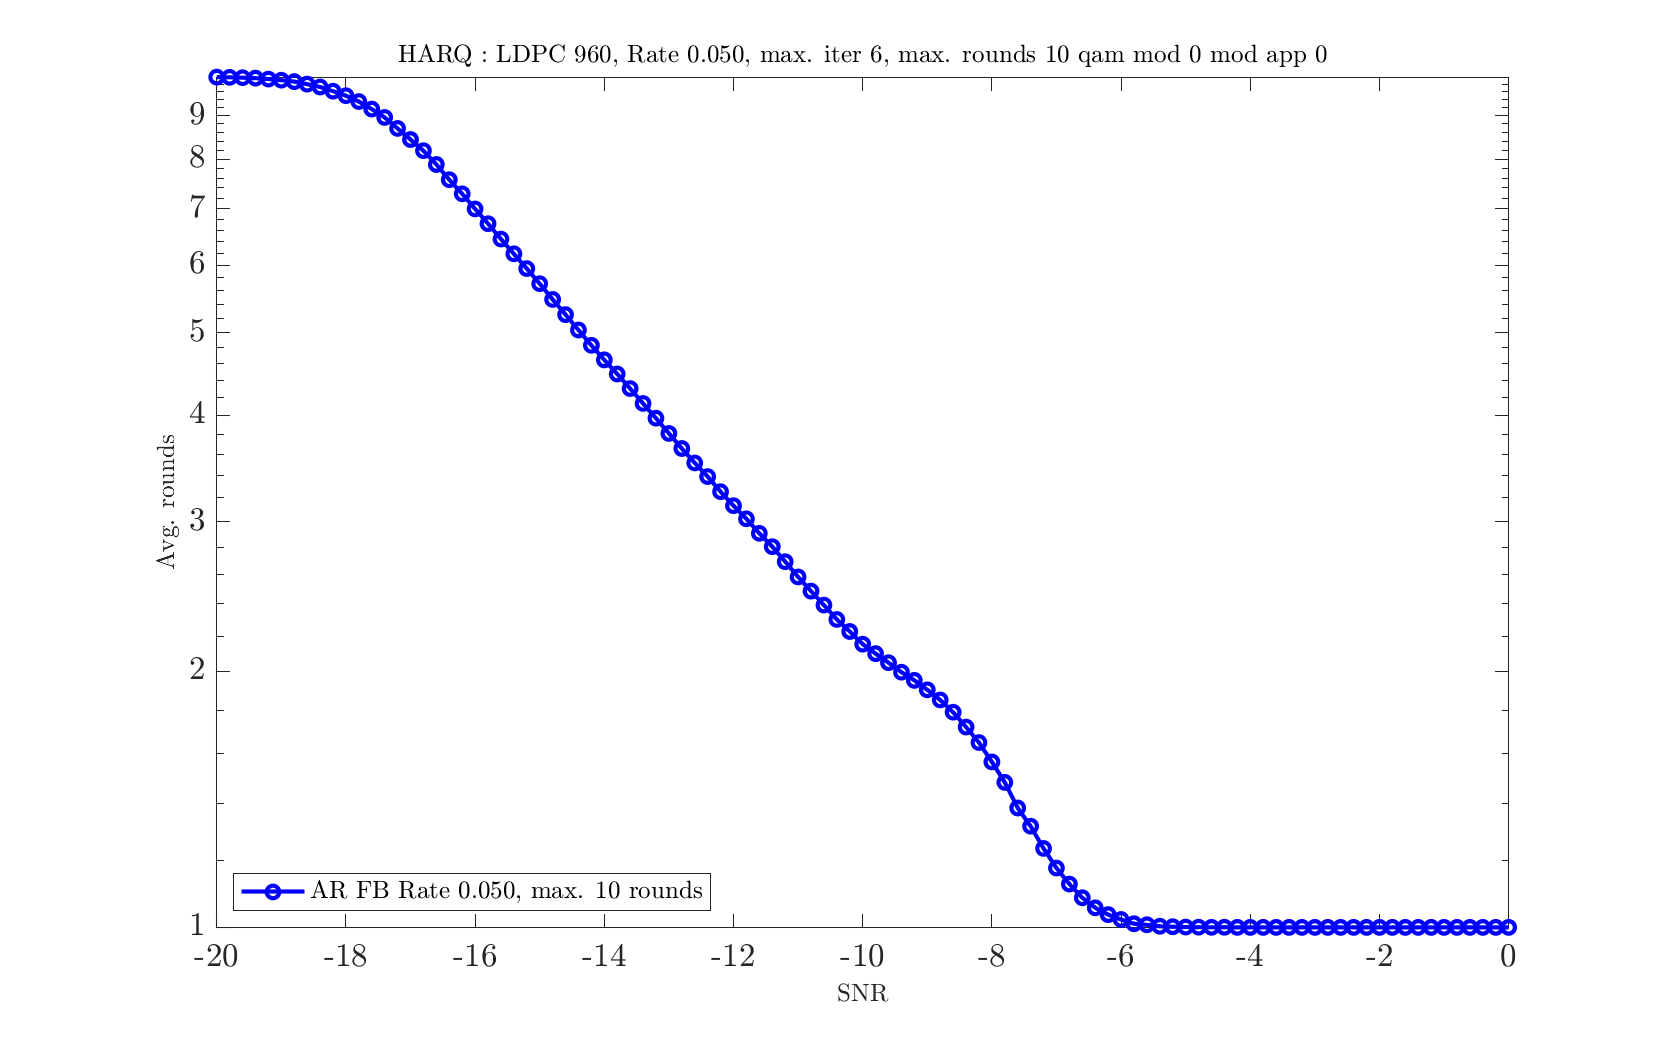 HARQ : LDPC 960, Rate 0.050, max. iter 6, max. rounds 10 qam mod 0 mod app 0
9
8
7
6
5
4
3
2
1
Avg. rounds
AR FB Rate 0.050, max. 10 rounds
-20 -18 -16 -14 -12 -10 -8 -6 -4 -2 0
SNR